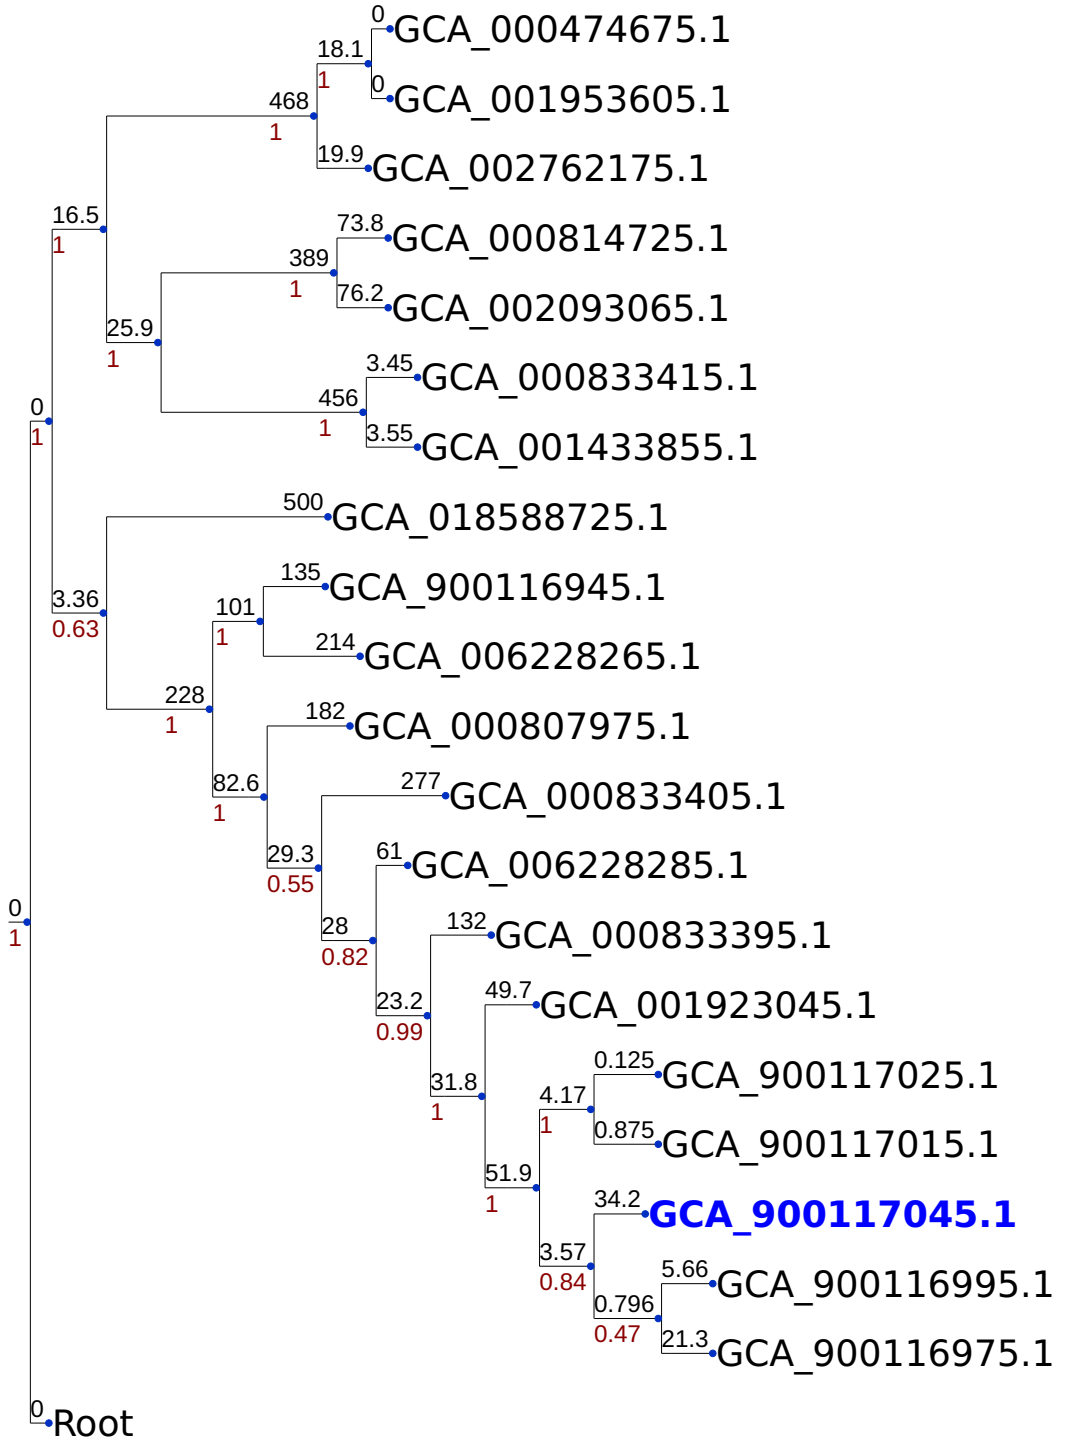 0
GCA_000474675.1
18.1
1
0
GCA_001953605.1
468
1
19.9
GCA_002762175.1
16.5
1
73.8
GCA_000814725.1
389
1
76.2
GCA_002093065.1
25.9
1
3.45
GCA_000833415.1
456
1
3.55
GCA_001433855.1
0
1
500
GCA_018588725.1
135
GCA_900116945.1
3.36
0.63
101
1
214
GCA_006228265.1
228
1
182
GCA_000807975.1
82.6
1
277
GCA_000833405.1
29.3
0.55
61
GCA_006228285.1
28
0.82
0
1
132
GCA_000833395.1
23.2
0.99
49.7
GCA_001923045.1
31.8
1
0.125
GCA_900117025.1
4.17
1
0.875
GCA_900117015.1
51.9
1
34.2
GCA_900117045.1
3.57
0.84
5.66
GCA_900116995.1
0.796
0.47
21.3
GCA_900116975.1
0
Root